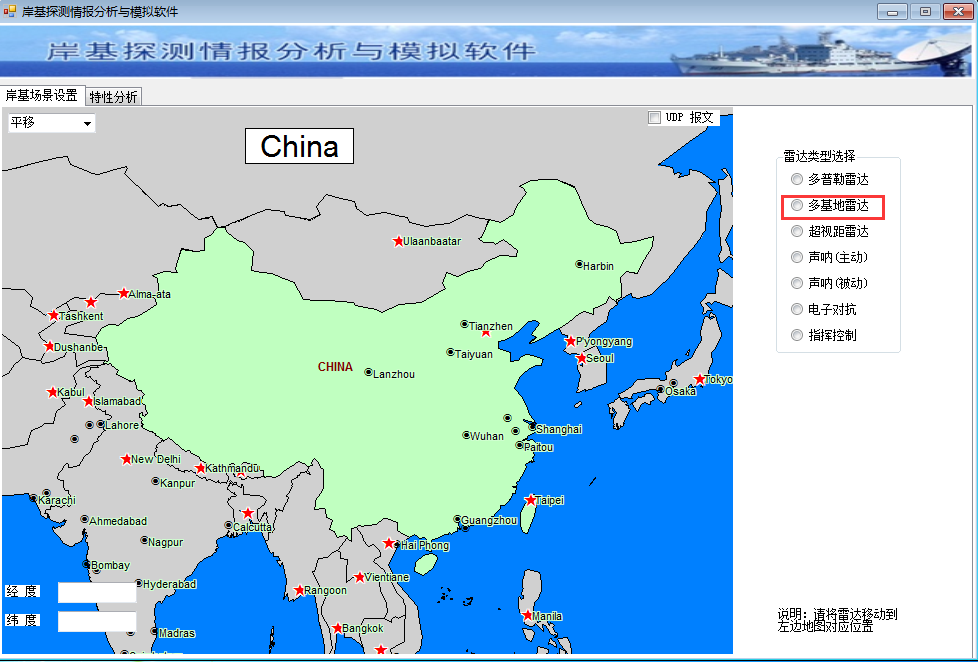 岸基探测情报分析与模拟软件
岸基探测情报分析与模拟软件
岸基场景设置 特性分析
平移
UDP 报文
China
雷达类型选择
多普勒雷达
多基地雷达
超视距雷达
声呐(主动)
声呐(被动)
电子对抗
指挥控制
Ulaanbaatar
Harbin
Alma-ata
Tashkent
Tianzhen
P'yongyang
Dushanbe
Taiyuan
Seoul
CHINA
Lanzhou
Tokyo
Kabul
Osaka
Islamabad
Lahore
Shanghai
Wuhan
Paitou
New Delhi
Kathmandu
Kanpur
Karachi
Taipei
Ahmedabad
Guangzhou
Calcutta
Nagpur
Hai Phong
Bombay
Vientiane
Hyderabad
Rangoon
经 度
Manila
纬 度
Bangkok
Madras
说明: 请将雷达移动到
左边地图对应位置